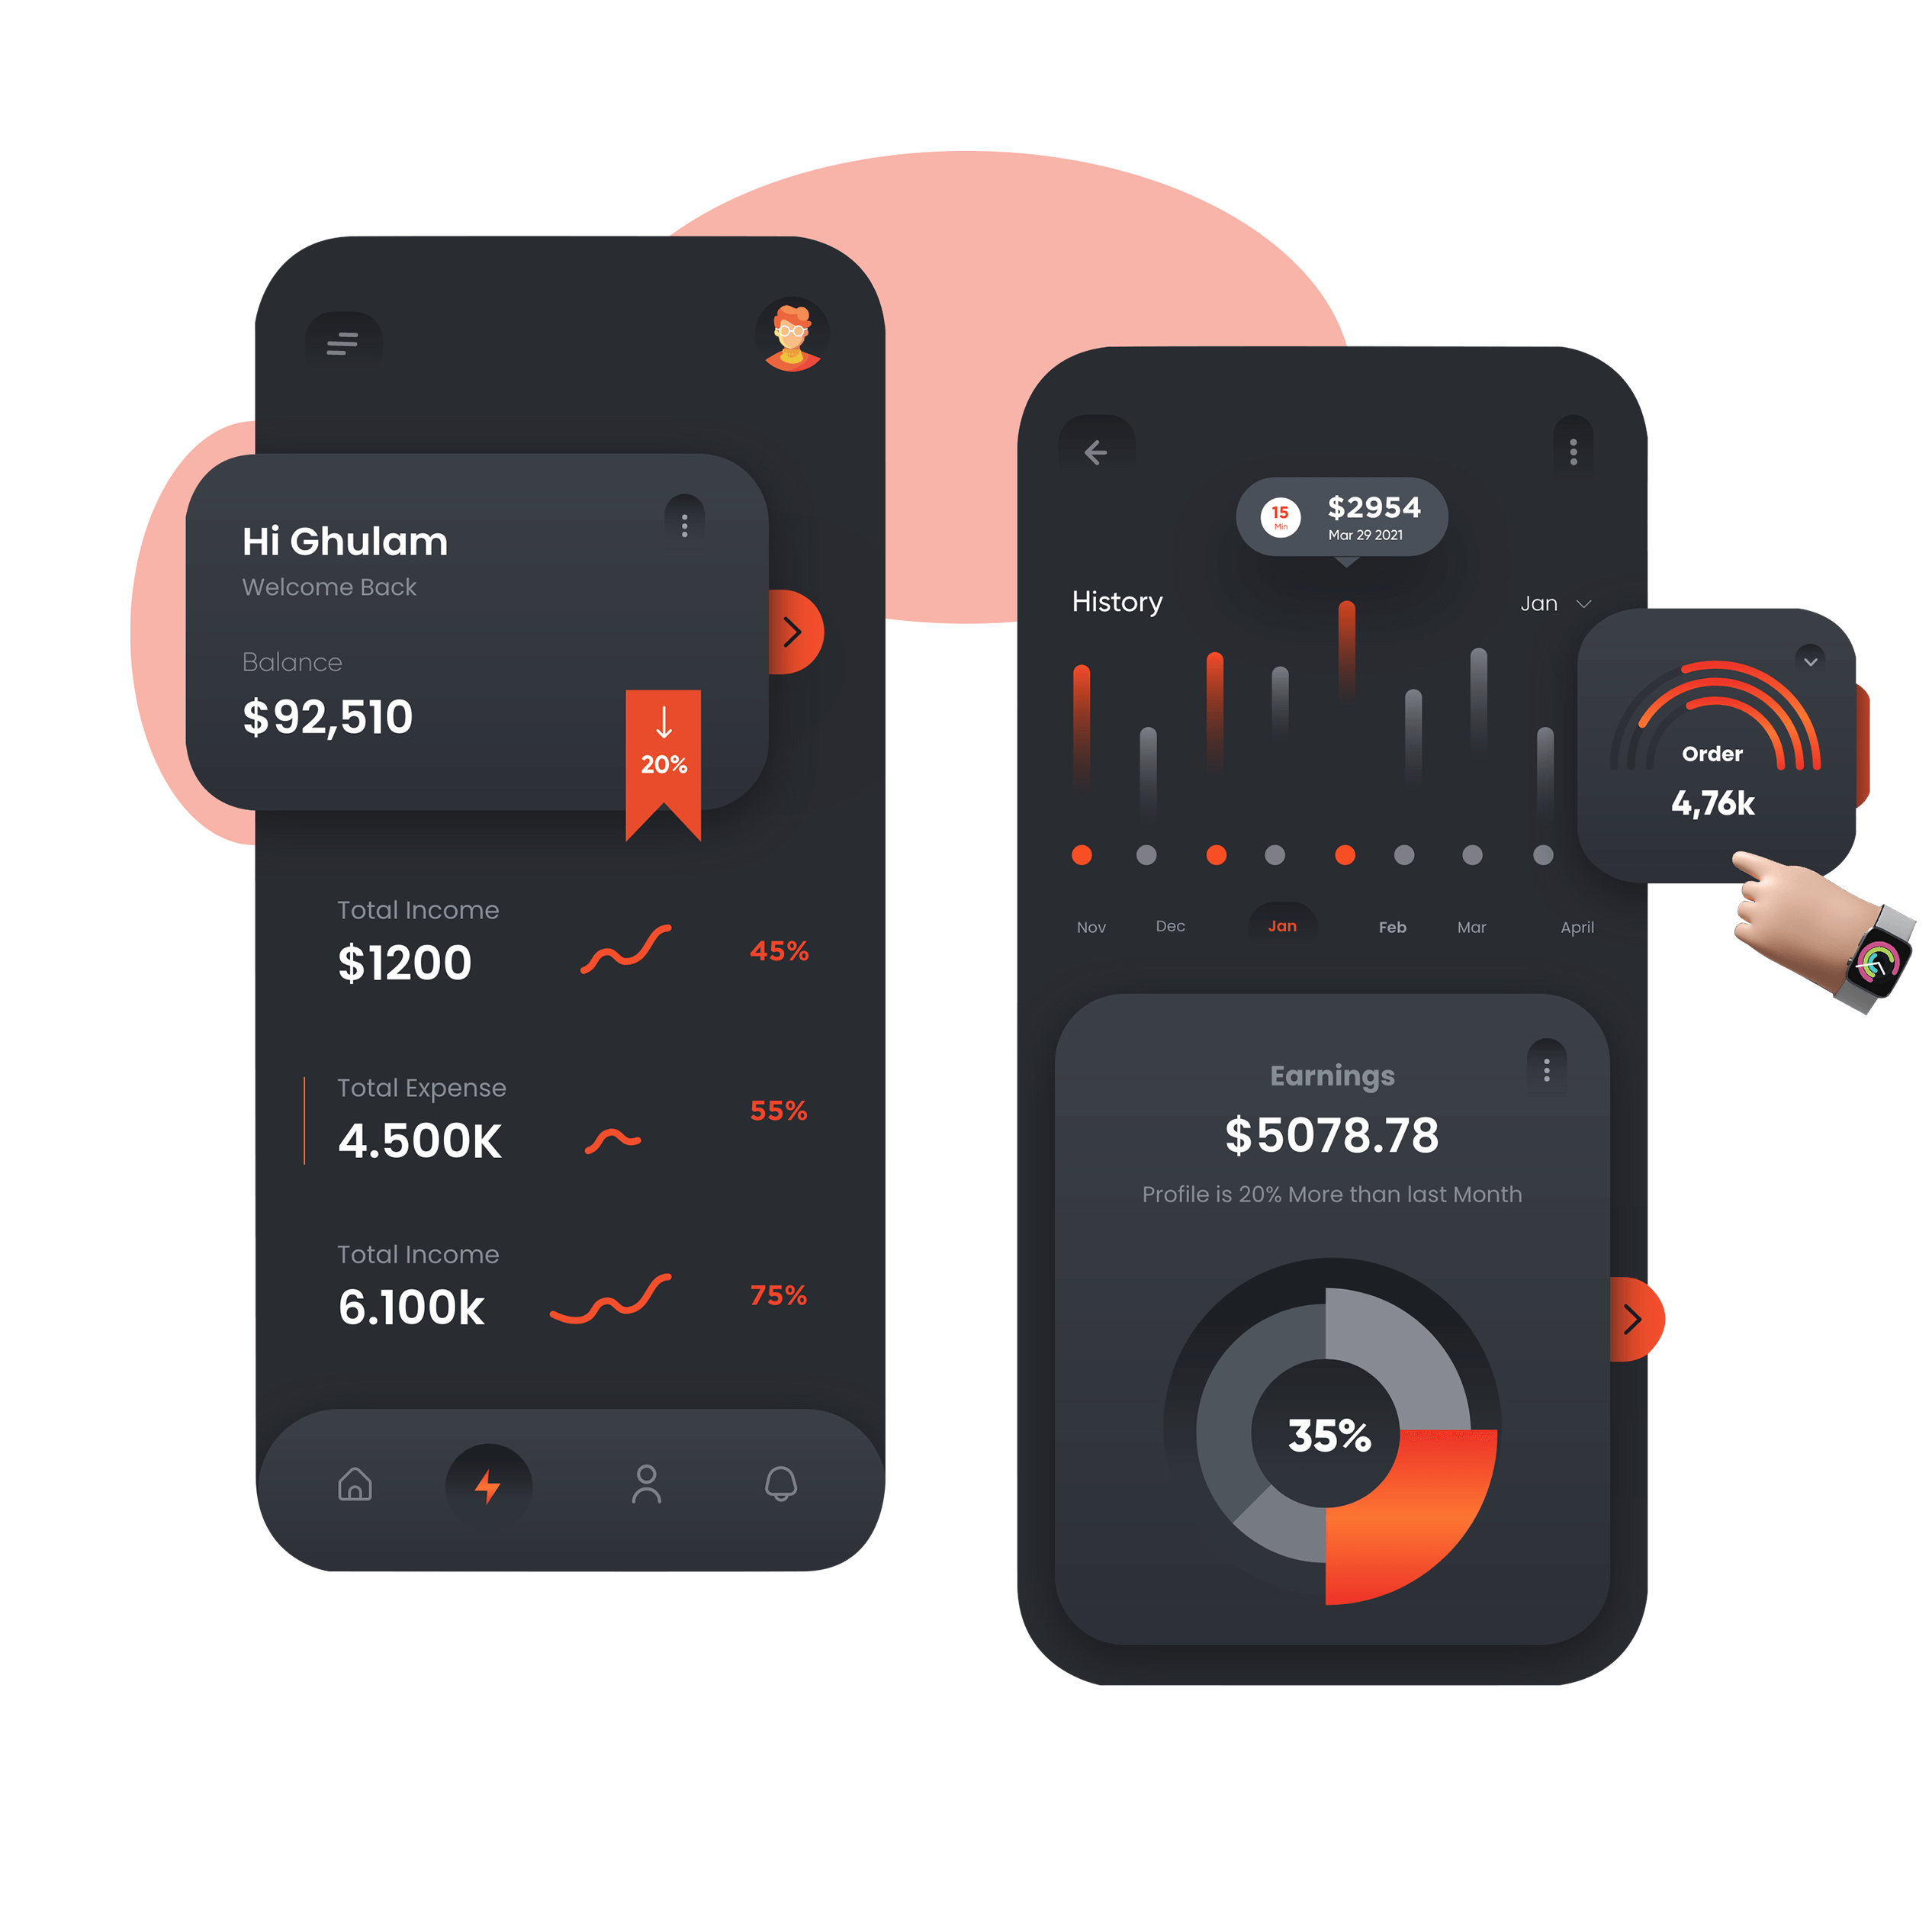 Hi Ghulam
Welcome Back
Balance
$92,510
20%
Total Income
$1200
45%
Total Expense
4.500K
55%
Total Income
6.100k
75%
15
Min
$2954
Mar 29 2021
History
Jan
Order
4,76k
Nov Dec Jan Feb Mar April
Earnings
$5078.78
Profile is 20% More than last Month
35%